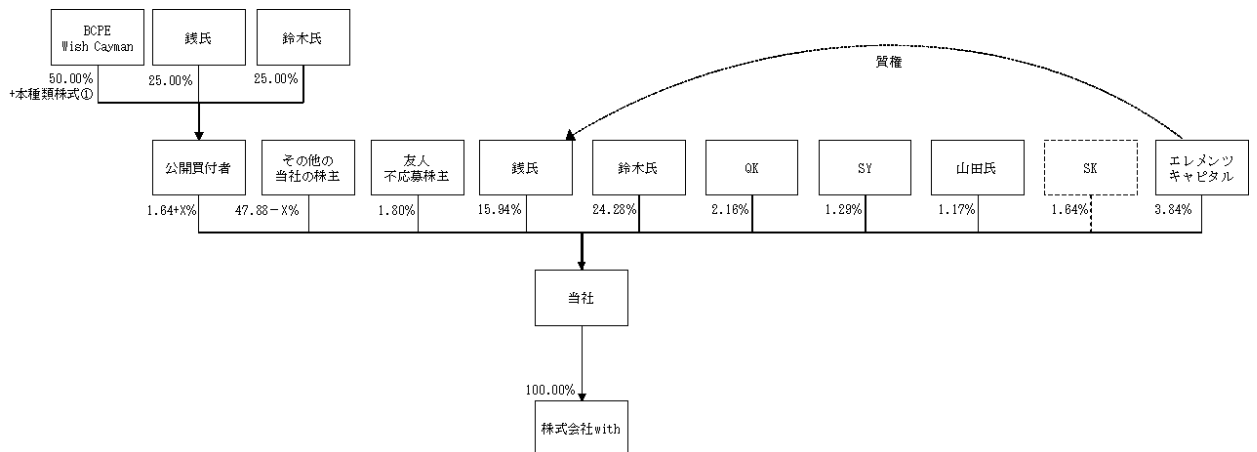 BCPE
Wish Cayman
銭氏
鈴木氏
50.00%
+本種類株式①
25.00%
25.00%
質権
公開買付者
その他の
当社の株主
友人
不応募株主
銭氏
鈴木氏
QK
SY
山田氏
SK
エレメンツ
キャピタル
1.64+X%
47.88-X%
1.80%
15.94%
24.28%
2.16%
1.29%
1.17%
1.64%
3.84%
当社
100.00%
株式会社with